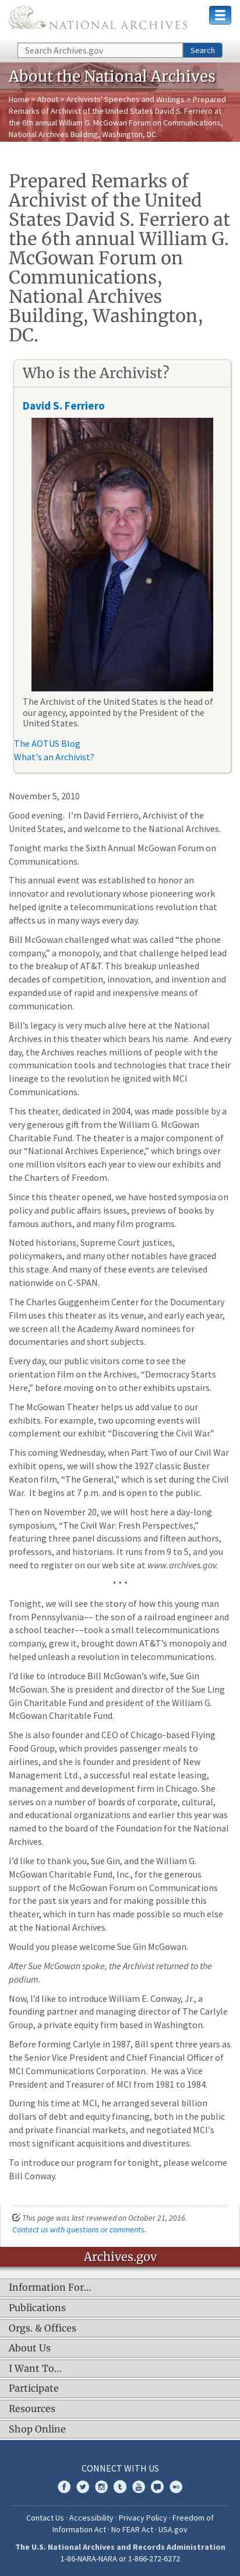 NATIONAL ARCHIVES
Search Archives.gov
Search
About the National Archives
Home > About > Archivists' Speeches and Writings > Prepared
Remarks of Archivist of the United States David S. Ferriero at
the 6th annual William G. McGowan Forum on Communications,
National Archives Building, Washington, DC.
Prepared Remarks of
Archivist of the United
States David S. Ferriero at
the 6th annual William G.
McGowan Forum on
Communications,
National Archives
Building, Washington,
DC.
Who is the Archivist?
David S. Ferriero
The Archivist of the United States is the head of
our agency, appointed by the President of the
United States.
The AOTUS Blog
What's an Archivist?
November 5, 2010
Good evening.  I'm David Ferriero, Archivist of the
United States, and welcome to the National Archives.
Tonight marks the Sixth Annual McGowan Forum on
Communications.
This annual event was established to honor an
innovator and revolutionary whose pioneering work
helped ignite a telecommunications revolution that
affects us in many ways every day.
Bill McGowan challenged what was called “the phone
company,” a monopoly, and that challenge helped lead
to the breakup of AT&T. This breakup unleashed
decades of competition, innovation, and invention and
expanded use of rapid and inexpensive means of
communication.
Bill’s legacy is very much alive here at the National
Archives in this theater which bears his name.  And every
day, the Archives reaches millions of people with the
communication tools and technologies that trace their
lineage to the revolution he ignited with MCI
Communications.
This theater, dedicated in 2004, was made possible by a
very generous gift from the William G. McGowan
Charitable Fund. The theater is a major component of
our “National Archives Experience,” which brings over
one million visitors each year to view our exhibits and
the Charters of Freedom.
Since this theater opened, we have hosted symposia on
policy and public affairs issues, previews of books by
famous authors, and many film programs.
Noted historians, Supreme Court justices,
policymakers, and many other notables have graced
this stage. And many of these events are televised
nationwide on C-SPAN.
The Charles Guggenheim Center for the Documentary
Film uses this theater as its venue, and early each year,
we screen all the Academy Award nominees for
documentaries and short subjects.
Every day, our public visitors come to see the
orientation film on the Archives, “Democracy Starts
Here,” before moving on to other exhibits upstairs.
The McGowan Theater helps us add value to our
exhibits. For example, two upcoming events will
complement our exhibit “Discovering the Civil War.”
This coming Wednesday, when Part Two of our Civil War
exhibit opens, we will show the 1927 classic Buster
Keaton film, “The General,” which is set during the Civil
War.  It begins at 7 p.m. and is open to the public.
Then on November 20, we will host here a day-long
symposium, “The Civil War: Fresh Perspectives,”
featuring three panel discussions and fifteen authors,
professors, and historians. It runs from 9 to 5, and you
need to register on our web site at www.archives.gov.
* * *
Tonight, we will see the story of how this young man
from Pennsylvania–– the son of a railroad engineer and
a school teacher––took a small telecommunications
company, grew it, brought down AT&T’s monopoly and
helped unleash a revolution in telecommunications.
I’d like to introduce Bill McGowan’s wife, Sue Gin
McGowan. She is president and director of the Sue Ling
Gin Charitable Fund and president of the William G.
McGowan Charitable Fund.
She is also founder and CEO of Chicago-based Flying
Food Group, which provides passenger meals to
airlines, and she is founder and president of New
Management Ltd., a successful real estate leasing,
management and development firm in Chicago. She
serves on a number of boards of corporate, cultural,
and educational organizations and earlier this year was
named to the board of the Foundation for the National
Archives.
I’d like to thank you, Sue Gin, and the William G.
McGowan Charitable Fund, Inc., for the generous
support of the McGowan Forum on Communications
for the past six years and for making possible this
theater, which in turn has made possible so much else
at the National Archives.
Would you please welcome Sue Gin McGowan.
After Sue McGowan spoke, the Archivist returned to the
podium.
Now, I’d like to introduce William E. Conway, Jr., a
founding partner and managing director of The Carlyle
Group, a private equity firm based in Washington.
Before forming Carlyle in 1987, Bill spent three years as
the Senior Vice President and Chief Financial Officer of
MCI Communications Corporation.  He was a Vice
President and Treasurer of MCI from 1981 to 1984.
During his time at MCI, he arranged several billion
dollars of debt and equity financing, both in the public
and private financial markets, and negotiated MCI's
most significant acquisitions and divestitures.
To introduce our program for tonight, please welcome
Bill Conway.
This page was last reviewed on October 21, 2016.
Contact us with questions or comments.
Archives.gov
Information For…
Publications
Orgs. & Offices
About Us
I Want To…
Participate
Resources
Shop Online
CONNECT WITH US
Contact Us · Accessibility · Privacy Policy · Freedom of
Information Act · No FEAR Act · USA.gov
The U.S. National Archives and Records Administration
1-86-NARA-NARA or 1-866-272-6272